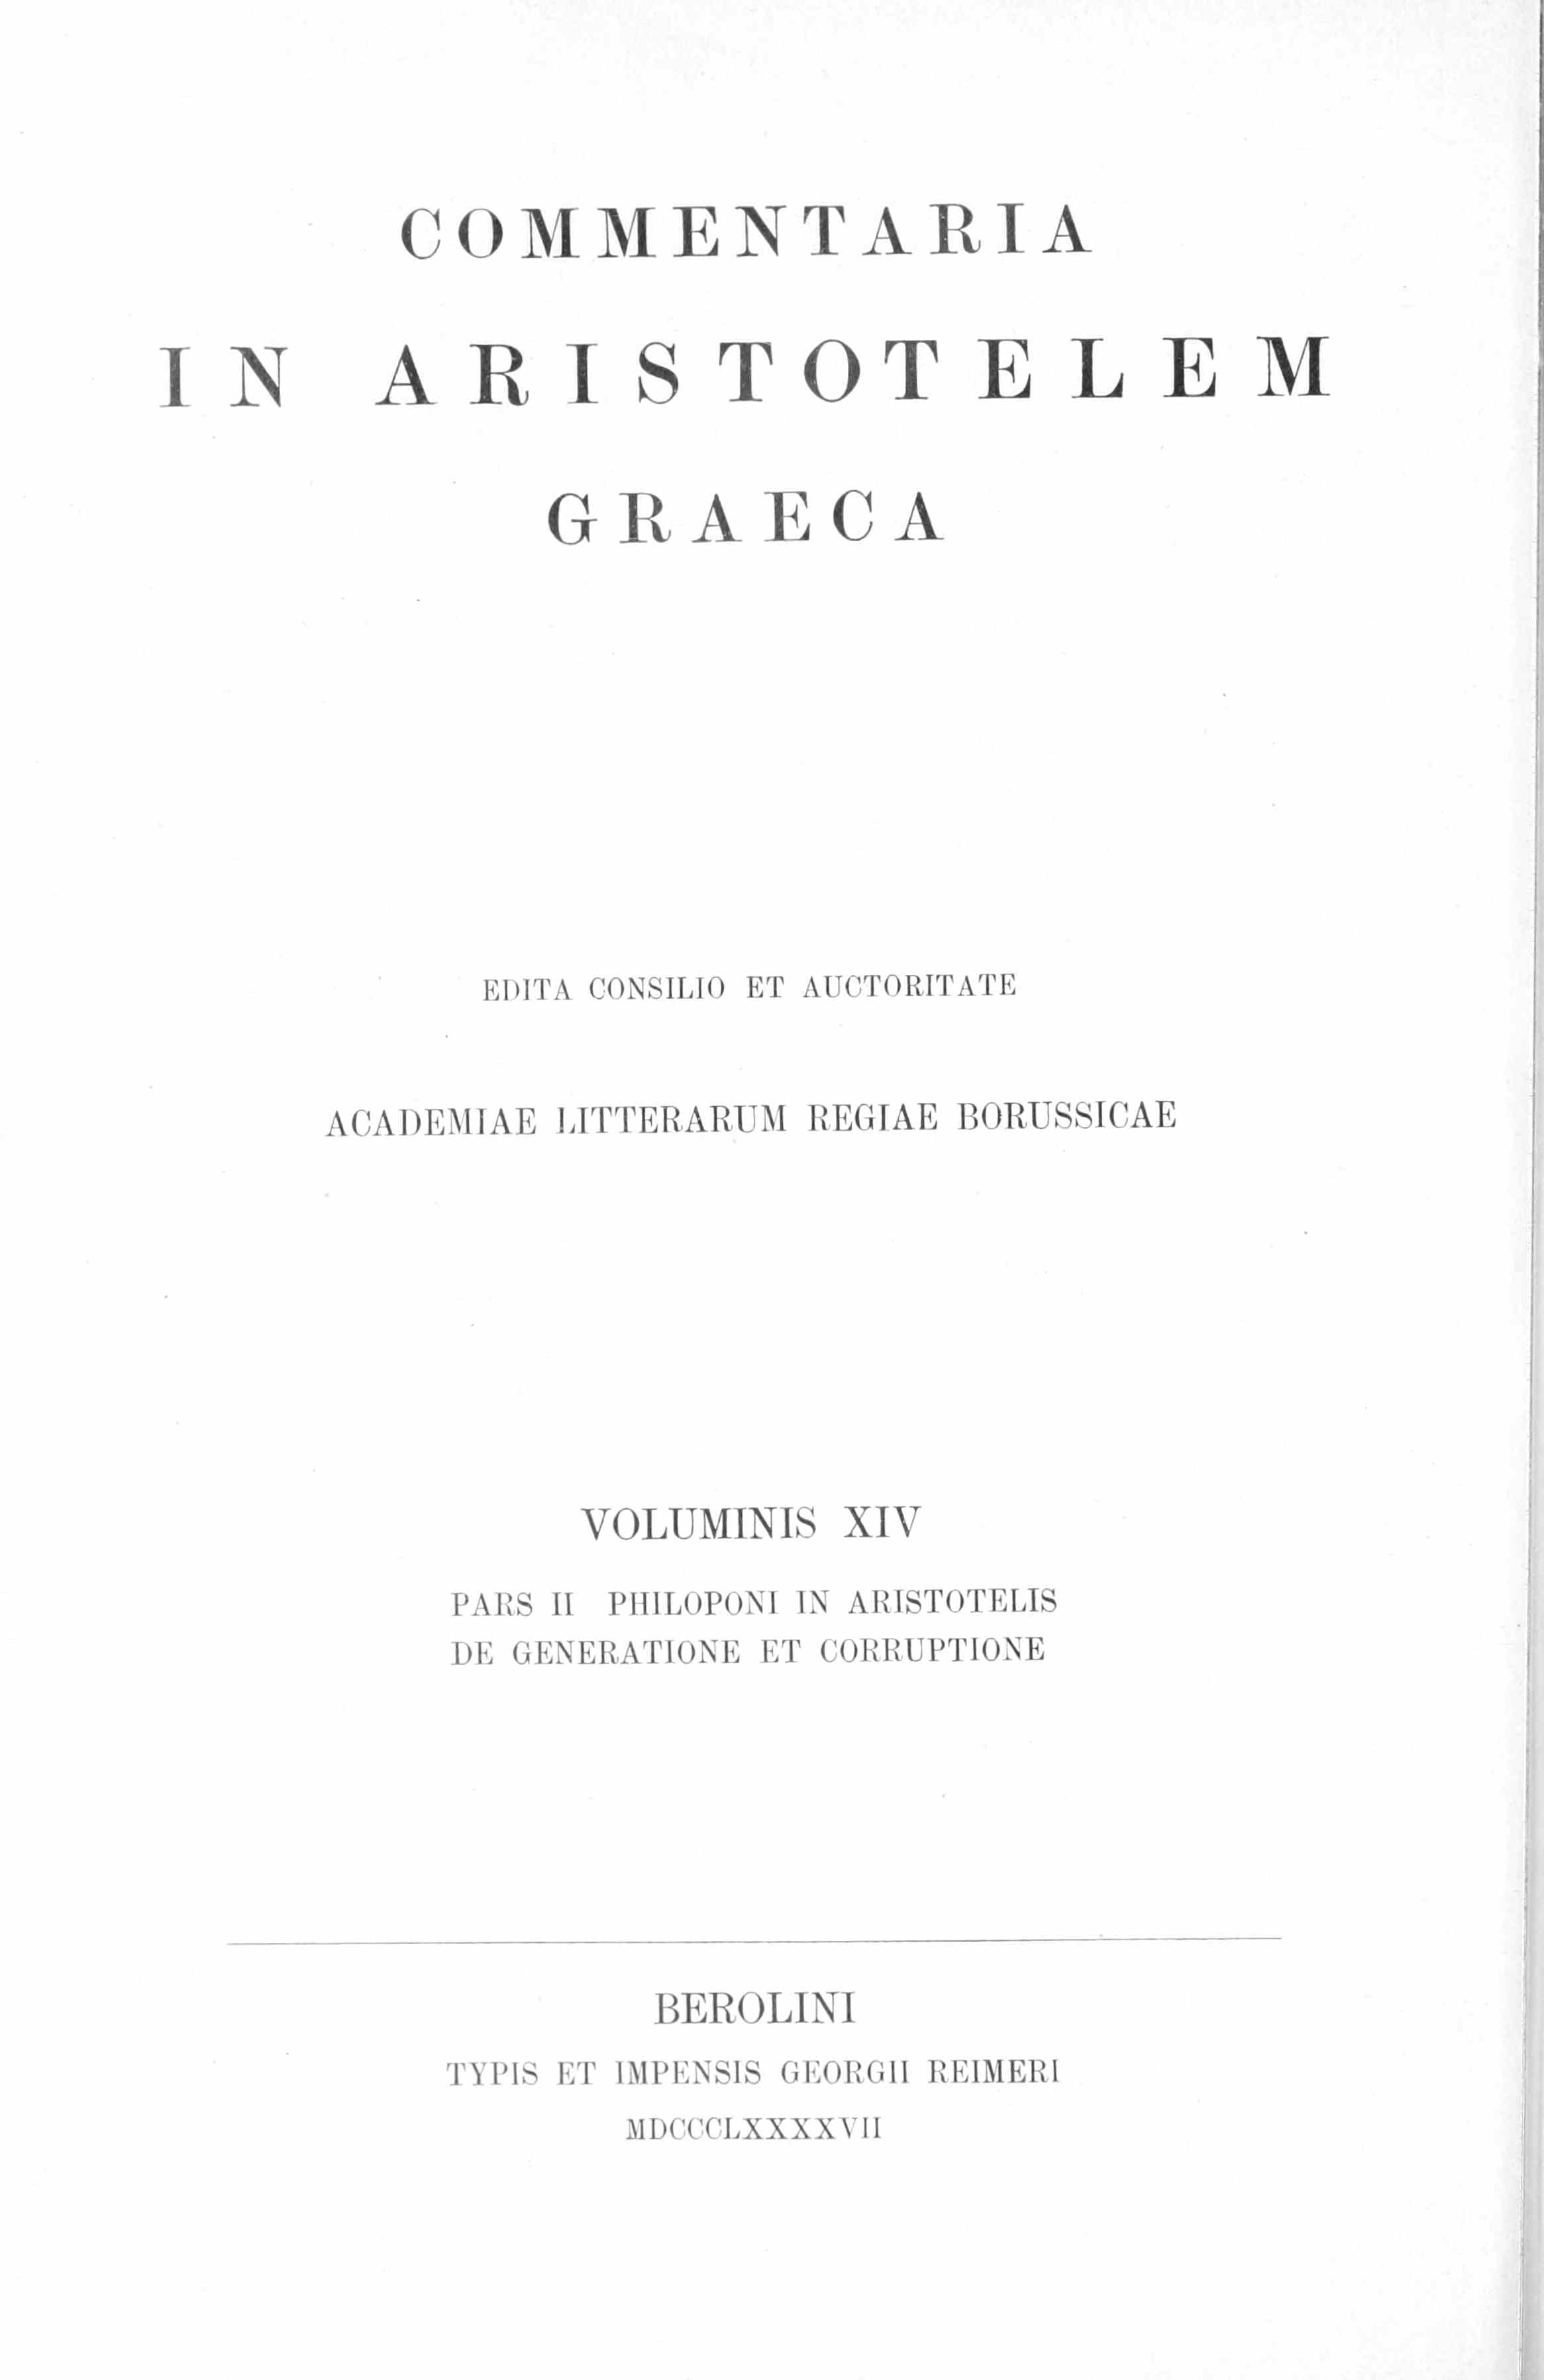 COMMENTARIA
IN ARISTOTELEM
GRAECA
EDITA CONSILIO ET AUCTORITATE
ACADEMIAE LITTERARUM REGIAE BORUSSICAE
VOLUMINIS XIV
PARS II PHILOPONI IN ARISTOTELIS
DE GENERATIONE ET CORRUPTIONE
BEROLINI
TYPIS ET IMPENSIS GEORGII REIMERI
MDCCCLXXXXVII